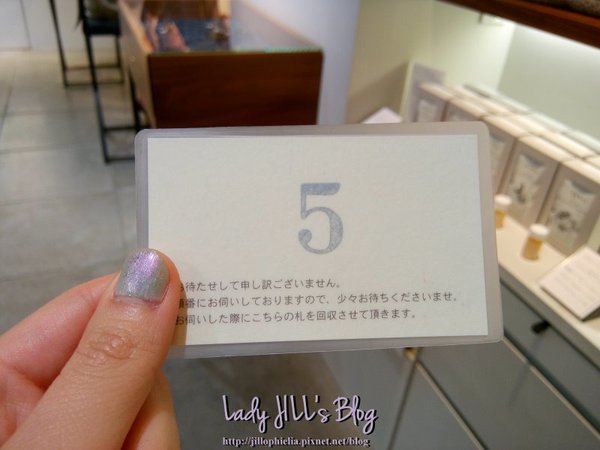 5
お待たせして申し訳ございません。
順番にお伺いしておりますので、少々お待ちくださいませ。
お伺いした際にこちらの札を回収させて頂きます。
Lady JILL's Blog
http://jillophielia.pixnet.net/blog